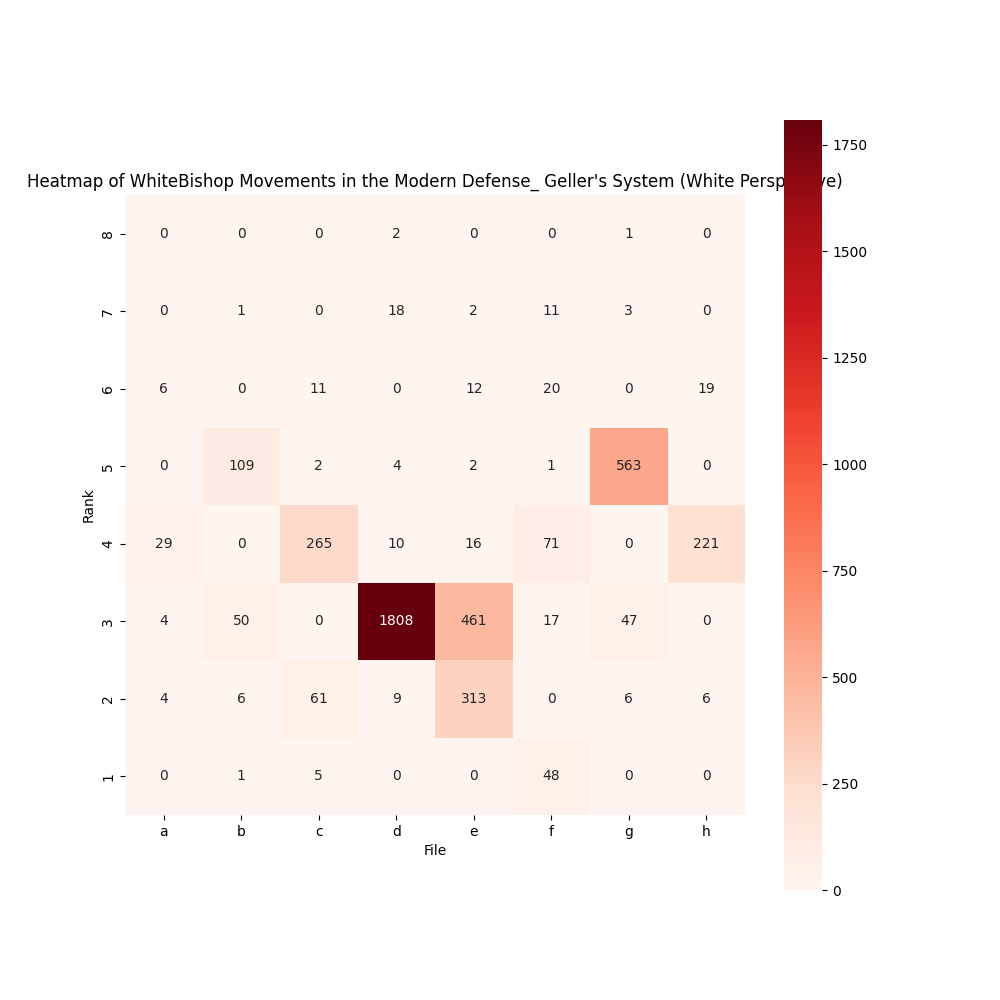 Heatmap of WhiteBishop Movements in the Modern Defense_ Geller's System (White Persp   ve)
8 0 0 0 2 0 0 1 0
7 0 1 0 18 2 11 3 0
6 6 0 11 0 12 20 0 19
5 0 109 2 4 2 1 563 0
4 29 0 265 10 16 71 0 221
3 4 50 0 1808 461 17 47 0
2 4 6 61 9 313 0 6 6
1 0 1 5 0 0 48 0 0
a b c d e f g h
File
Rank
1750
1500
1250
1000
750
500
250
0